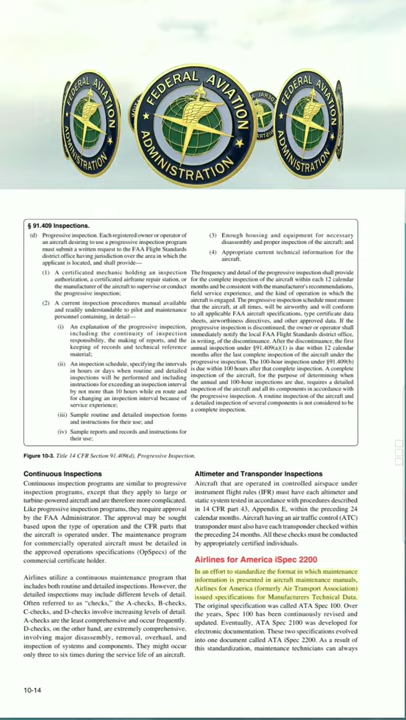 FEDERAL AVIATION
ADMINISTRATION
FEDERAL AVIATION
ADMINISTRATION
FEDERAL AVIATION
ADMINISTRATION
§ 91.409 Inspections.
(d) Progressive inspection. Each registered owner or operator of
an aircraft desiring to use a progressive inspection program
must submit a written request to the FAA Flight Standards
district office having jurisdiction over the area in which the
applicant is located, and shall provide—
(1) A certificated mechanic holding an inspection
authorization, a certificated airframe repair station, or
the manufacturer of the aircraft to supervise or conduct
the progressive inspection;
(2) A current inspection procedures manual available
and readily understandable to pilot and maintenance
personnel containing, in detail—
(i) An explanation of the progressive inspection,
including the continuity of inspection
responsibility, the making of reports, and the
keeping of records and technical reference
material;
(ii) An inspection schedule, specifying the intervals
in hours or days when routine and detailed
inspections will be performed and including
instructions for exceeding an inspection interval
by not more than 10 hours while en route and
for changing an inspection interval because of
service experience;
(iii) Sample routine and detailed inspection forms
and instructions for their use; and
(iv) Sample reports and records and instructions for
their use;
(3) Enough housing and equipment for necessary
disassembly and proper inspection of the aircraft; and
(4) Appropriate current technical information for the
aircraft.
The frequency and detail of the progressive inspection shall provide
for the complete inspection of the aircraft within each 12 calendar
months and be consistent with the manufacturer's recommendations,
field service experience, and the kind of operation in which the
aircraft is engaged. The progressive inspection schedule must ensure
that the aircraft, at all times, will be airworthy and will conform
to all applicable FAA aircraft specifications, type certificate data
sheets, airworthiness directives, and other approved data. If the
progressive inspection is discontinued, the owner or operator shall
immediately notify the local FAA Flight Standards district office,
in writing, of the discontinuance. After the discontinuance, the first
annual inspection under §91.409(a)(1) is due within 12 calendar
months after the last complete inspection of the aircraft under the
progressive inspection. The 100-hour inspection under §91.409(b)
is due within 100 hours after that complete inspection. A complete
inspection of the aircraft, for the purpose of determining when
the annual and 100-hour inspections are due, requires a detailed
inspection of the aircraft and all its components in accordance with
the progressive inspection. A routine inspection of the aircraft and
a detailed inspection of several components is not considered to be
a complete inspection.
Figure 10-3. Title 14 CFR Section 91.409(d), Progressive Inspection.
Continuous Inspections
Continuous inspection programs are similar to progressive
inspection programs, except that they apply to large or
turbine-powered aircraft and are therefore more complicated.
Like progressive inspection programs, they require approval
by the FAA Administrator. The approval may be sought
based upon the type of operation and the CFR parts that
the aircraft is operated under. The maintenance program
for commercially operated aircraft must be detailed in
the approved operations specifications (OpSpecs) of the
commercial certificate holder.
Airlines utilize a continuous maintenance program that
includes both routine and detailed inspections. However, the
detailed inspections may include different levels of detail.
Often referred to as "checks," the A-checks, B-checks,
C-checks, and D-checks involve increasing levels of detail.
A-checks are the least comprehensive and occur frequently.
D-checks, on the other hand, are extremely comprehensive,
involving major disassembly, removal, overhaul, and
inspection of systems and components. They might occur
only three to six times during the service life of an aircraft.
Altimeter and Transponder Inspections
Aircraft that are operated in controlled airspace under
instrument flight rules (IFR) must have each altimeter and
static system tested in accordance with procedures described
in 14 CFR part 43, Appendix E, within the preceding 24
calendar months. Aircraft having an air traffic control (ATC)
transponder must also have each transponder checked within
the preceding 24 months. All these checks must be conducted
by appropriately certified individuals.
Airlines for America iSpec 2200
In an effort to standardize the format in which maintenance
information is presented in aircraft maintenance manuals,
Airlines for America (formerly Air Transport Association)
issued specifications for Manufacturers Technical Data.
The original specification was called ATA Spec 100. Over
the years, Spec 100 has been continuously revised and
updated. Eventually, ATA Spec 2100 was developed for
electronic documentation. These two specifications evolved
into one document called ATA iSpec 2200. As a result of
this standardization, maintenance technicians can always
10-14